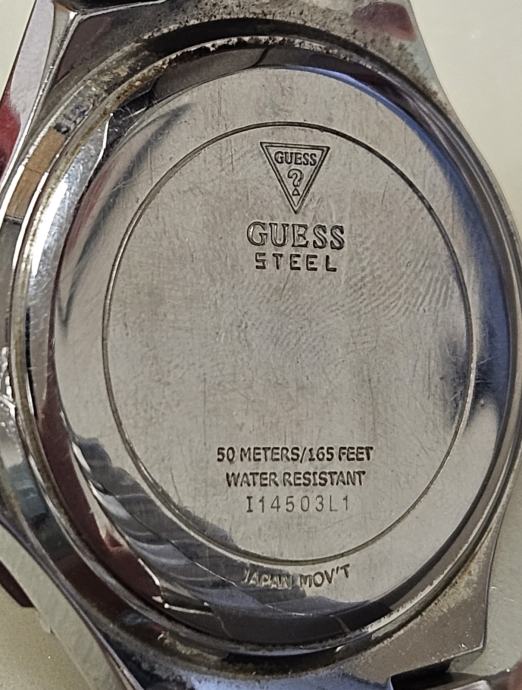 GUESS
?
GUESS
STEEL
50 METERS/165 FEET
WATER RESISTANT
I14503L1
JAPAN MOV'T